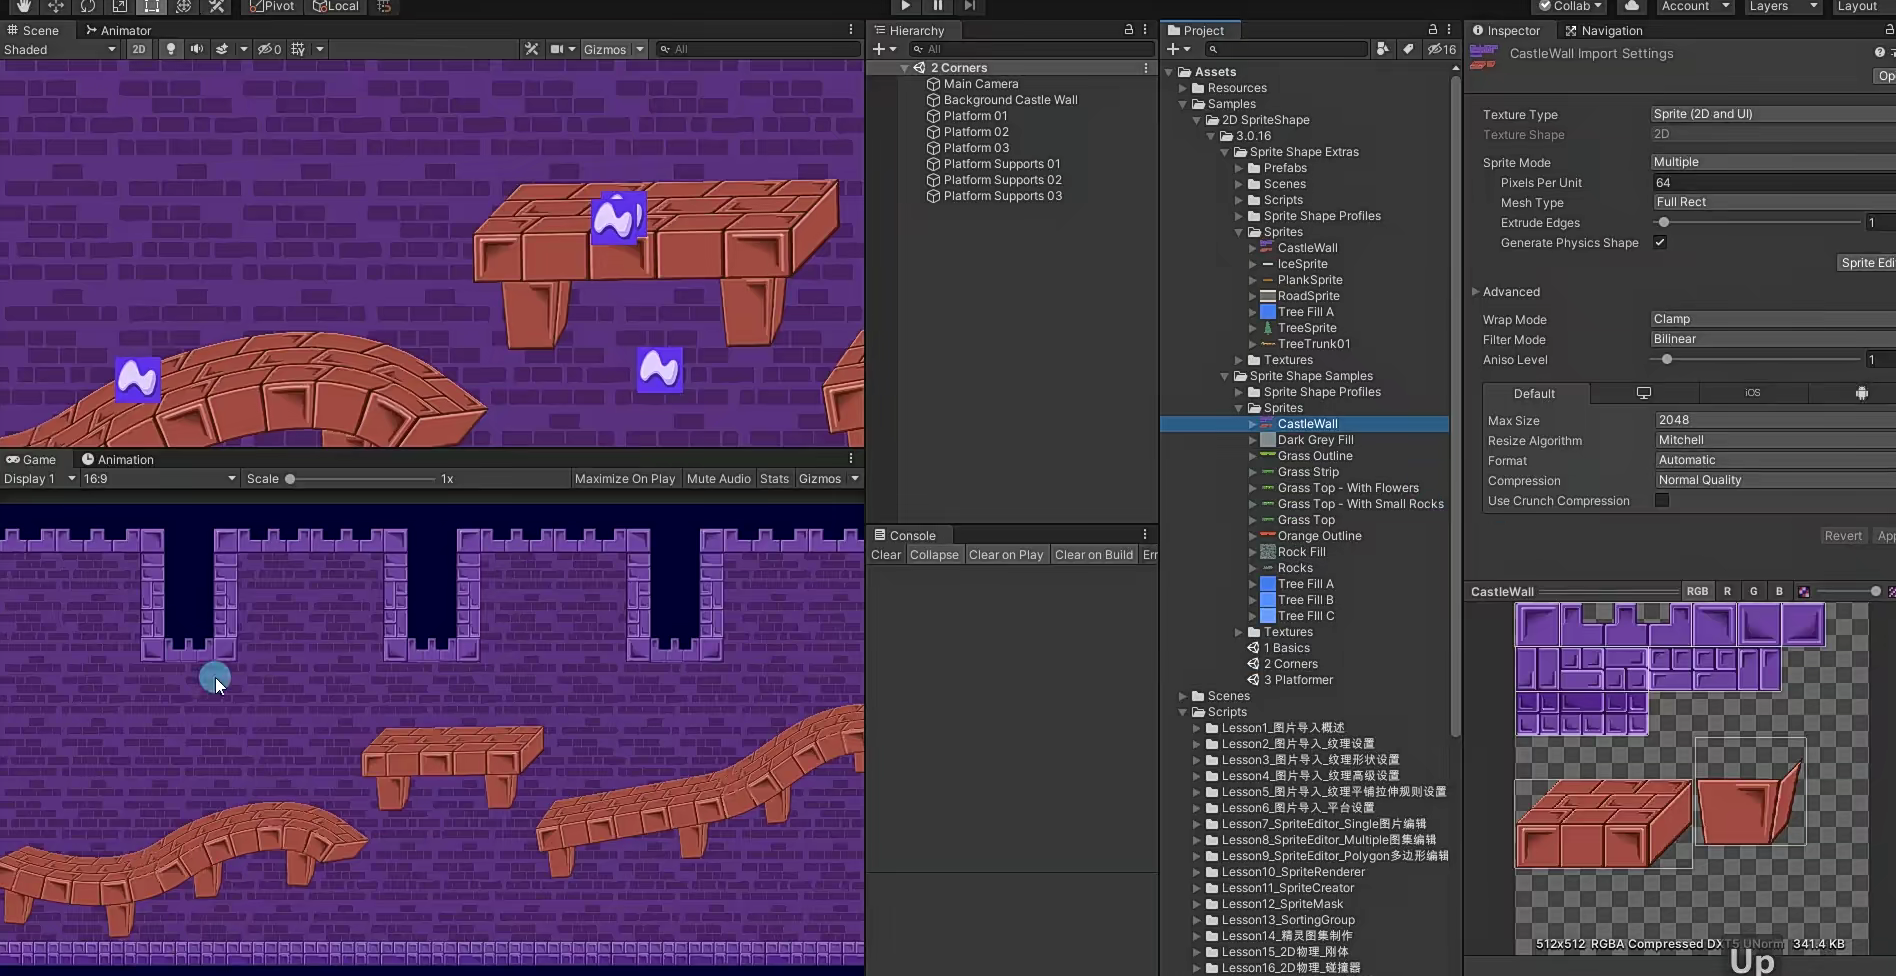 Pivot Local Collab Account Layers Layout
Scene Animator
Shaded 2D 0 Gizmos All
Game Animation
Display 1 16:9 Scale 1x Maximize On Play Mute Audio Stats Gizmos
Hierarchy
All
2 Corners
Main Camera
Background Castle Wall
Platform 01
Platform 02
Platform 03
Platform Supports 01
Platform Supports 02
Platform Supports 03
Console
Clear Collapse Clear on Play Clear on Build Err
Project
16
Assets
Resources
Samples
2D SpriteShape
3.0.16
Sprite Shape Extras
Prefabs
Scenes
Scripts
Sprite Shape Profiles
Sprites
CastleWall
IceSprite
PlankSprite
RoadSprite
Tree Fill A
TreeSprite
TreeTrunk01
Textures
Sprite Shape Samples
Sprite Shape Profiles
Sprites
CastleWall
Dark Grey Fill
Grass Outline
Grass Strip
Grass Top - With Flowers
Grass Top - With Small Rocks
Grass Top
Orange Outline
Rock Fill
Rocks
Tree Fill A
Tree Fill B
Tree Fill C
Textures
1 Basics
2 Corners
3 Platformer
Scenes
Scripts
Lesson1_图片导入概述
Lesson2_图片导入_纹理设置
Lesson3_图片导入_纹理形状设置
Lesson4_图片导入_纹理高级设置
Lesson5_图片导入_纹理平铺拉伸规则设置
Lesson6_图片导入_平台设置
Lesson7_SpriteEditor_Single图片编辑
Lesson8_SpriteEditor_Multiple图集编辑
Lesson9_SpriteEditor_Polygon多边形编辑
Lesson10_SpriteRenderer
Lesson11_SpriteCreator
Lesson12_SpriteMask
Lesson13_SortingGroup
Lesson14_精灵图集制作
Lesson15_2D物理_刚体
Lesson16_2D物理_碰撞器
Inspector Navigation
CastleWall Import Settings
Op
Texture Type Sprite (2D and UI)
Texture Shape 2D
Sprite Mode Multiple
Pixels Per Unit 64
Mesh Type Full Rect
Extrude Edges 1
Generate Physics Shape
Sprite Edi
Advanced
Wrap Mode Clamp
Filter Mode Bilinear
Aniso Level 1
Default iOS
Max Size 2048
Resize Algorithm Mitchell
Format Automatic
Compression Normal Quality
Use Crunch Compression
Revert App
CastleWall RGB R G B
512x512 RGBA Compressed DXT5 UNorm 341.4 KB
Up